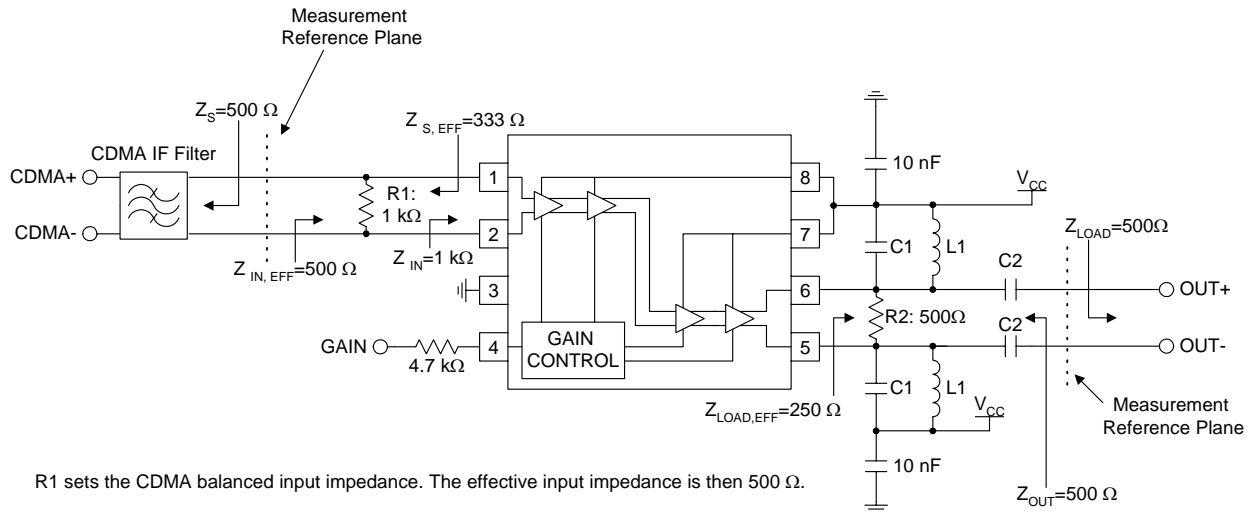 Measurement
Reference Plane
Z_S=500 Ω
CDMA IF Filter
CDMA+
CDMA-
Z_IN, EFF=500 Ω
R1:
1 kΩ
Z_S, EFF=333 Ω
Z_IN=1 kΩ
1
2
3
4
GAIN
4.7 kΩ
GAIN
CONTROL
8
7
6
5
10 nF
V_CC
C1
L1
C2
Z_LOAD=500Ω
OUT+
R2: 500Ω
C2
OUT-
Z_LOAD,EFF=250 Ω
C1
L1
V_CC
10 nF
Measurement
Reference Plane
Z_OUT=500 Ω
R1 sets the CDMA balanced input impedance. The effective input impedance is then 500 Ω.